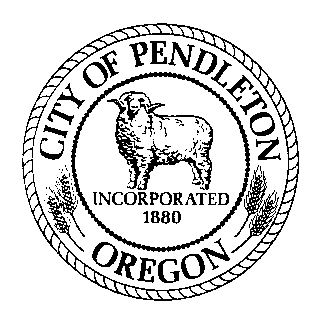 CITY OF PENDLETON
INCORPORATED
1880
OREGON